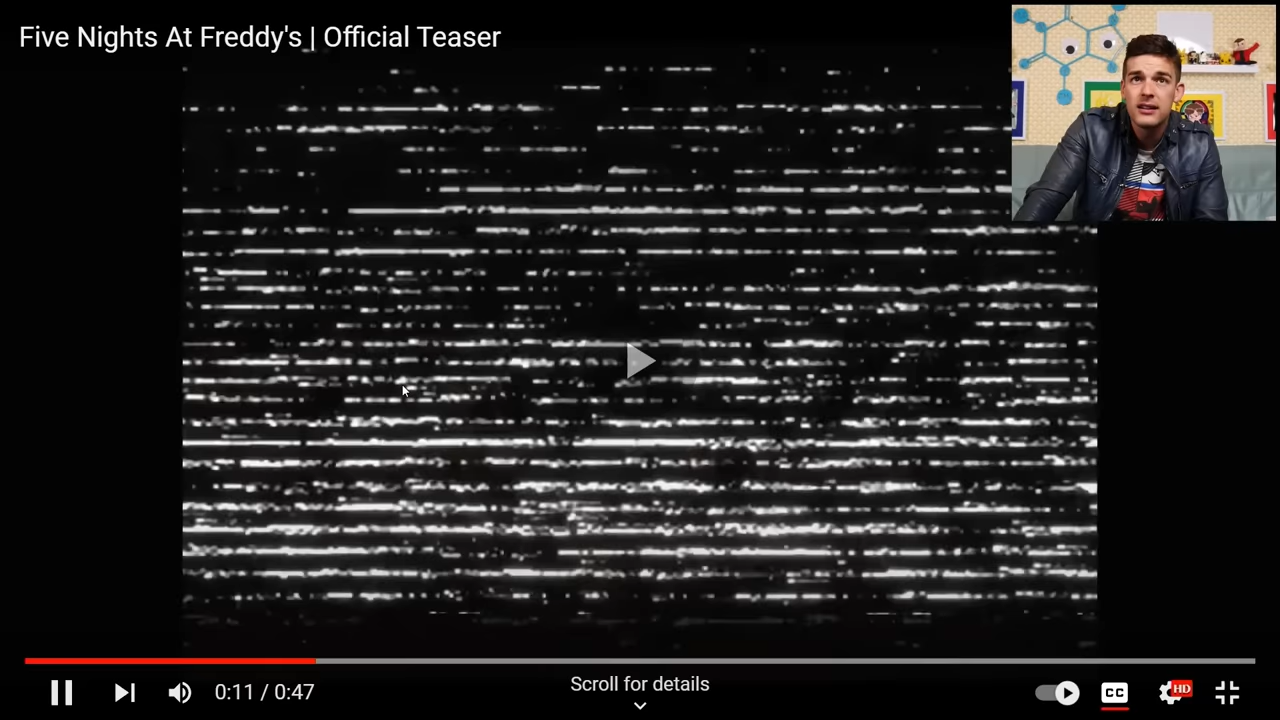 Five Nights At Freddy's | Official Teaser
0:11 / 0:47
Scroll for details
CC
HD